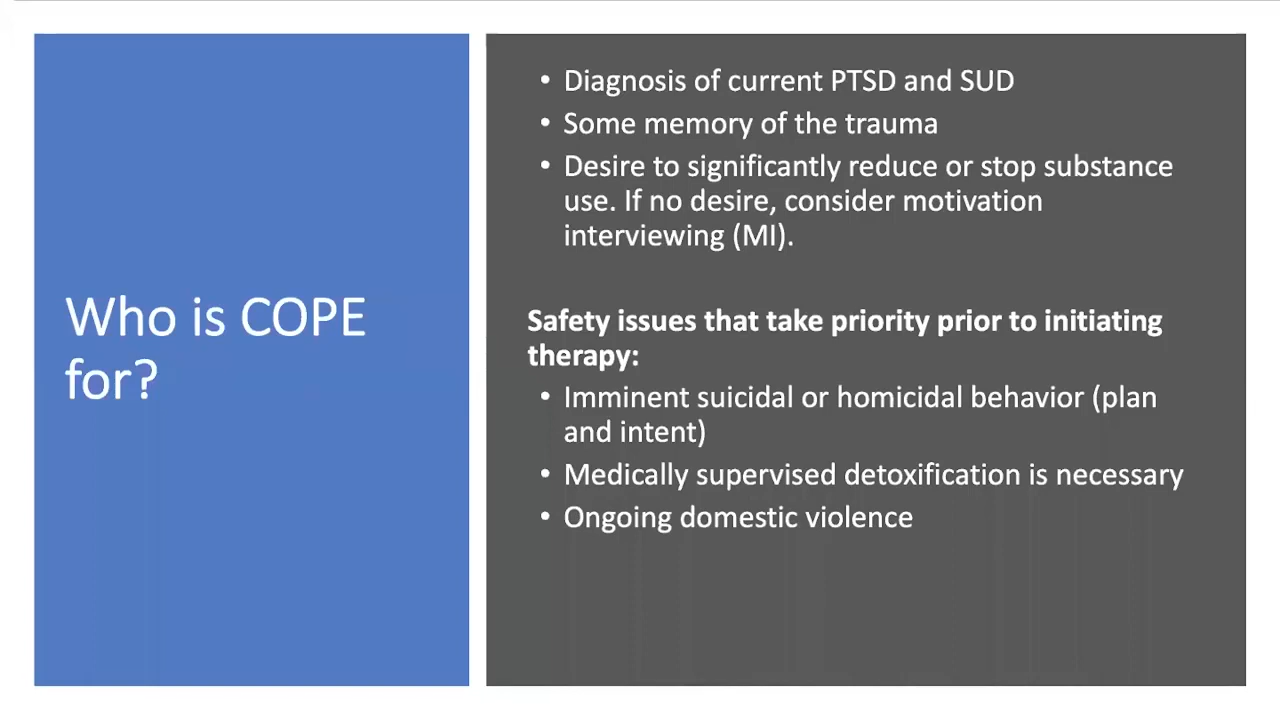 Who is COPE
for?
• Diagnosis of current PTSD and SUD
• Some memory of the trauma
• Desire to significantly reduce or stop substance
use. If no desire, consider motivation
interviewing (MI).
Safety issues that take priority prior to initiating
therapy:
• Imminent suicidal or homicidal behavior (plan
and intent)
• Medically supervised detoxification is necessary
• Ongoing domestic violence